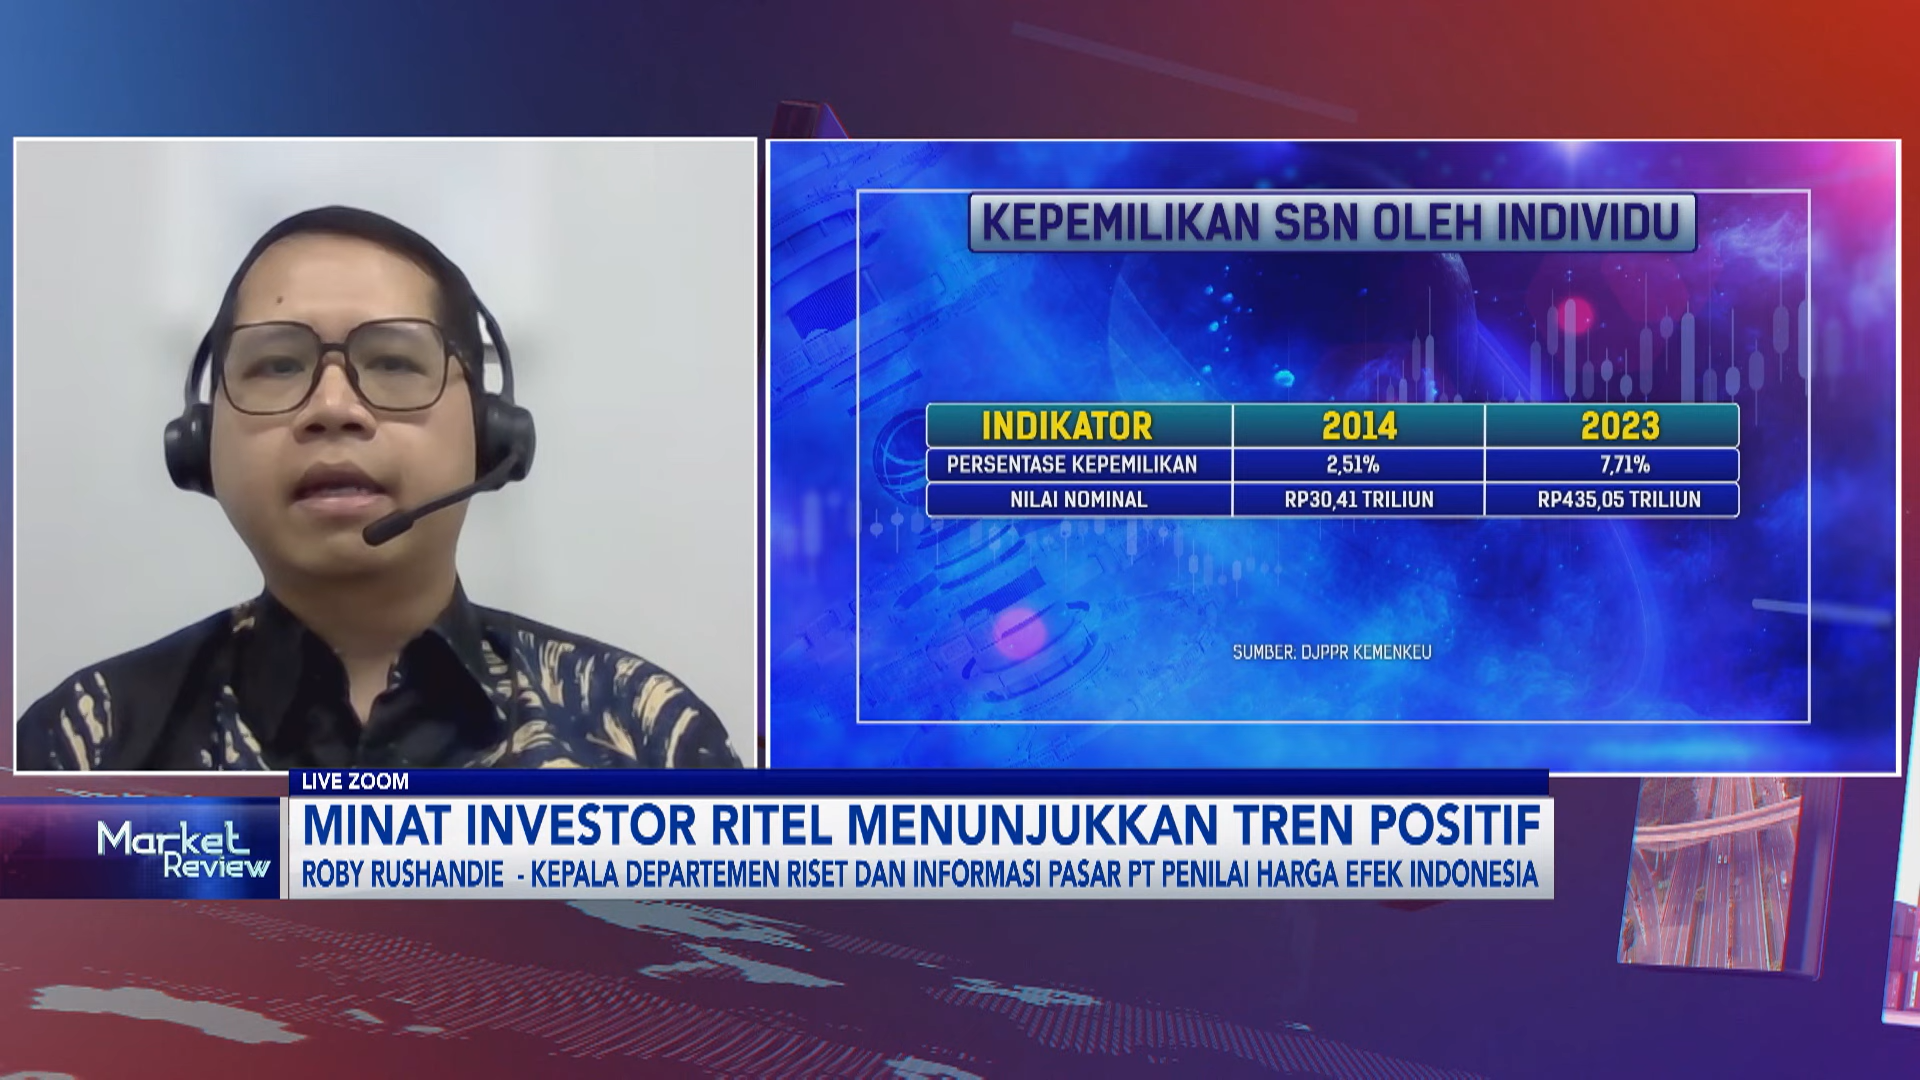 KEPEMILIKAN SBN OLEH INDIVIDU
INDIKATOR 2014 2023
PERSENTASE KEPEMILIKAN 2,51% 7,71%
NILAI NOMINAL RP30,41 TRILIUN RP435,05 TRILIUN
SUMBER: DJPPR KEMENKEU
LIVE ZOOM
Market
Review
MINAT INVESTOR RITEL MENUNJUKKAN TREN POSITIF
ROBY RUSHANDIE - KEPALA DEPARTEMEN RISET DAN INFORMASI PASAR PT PENILAI HARGA EFEK INDONESIA